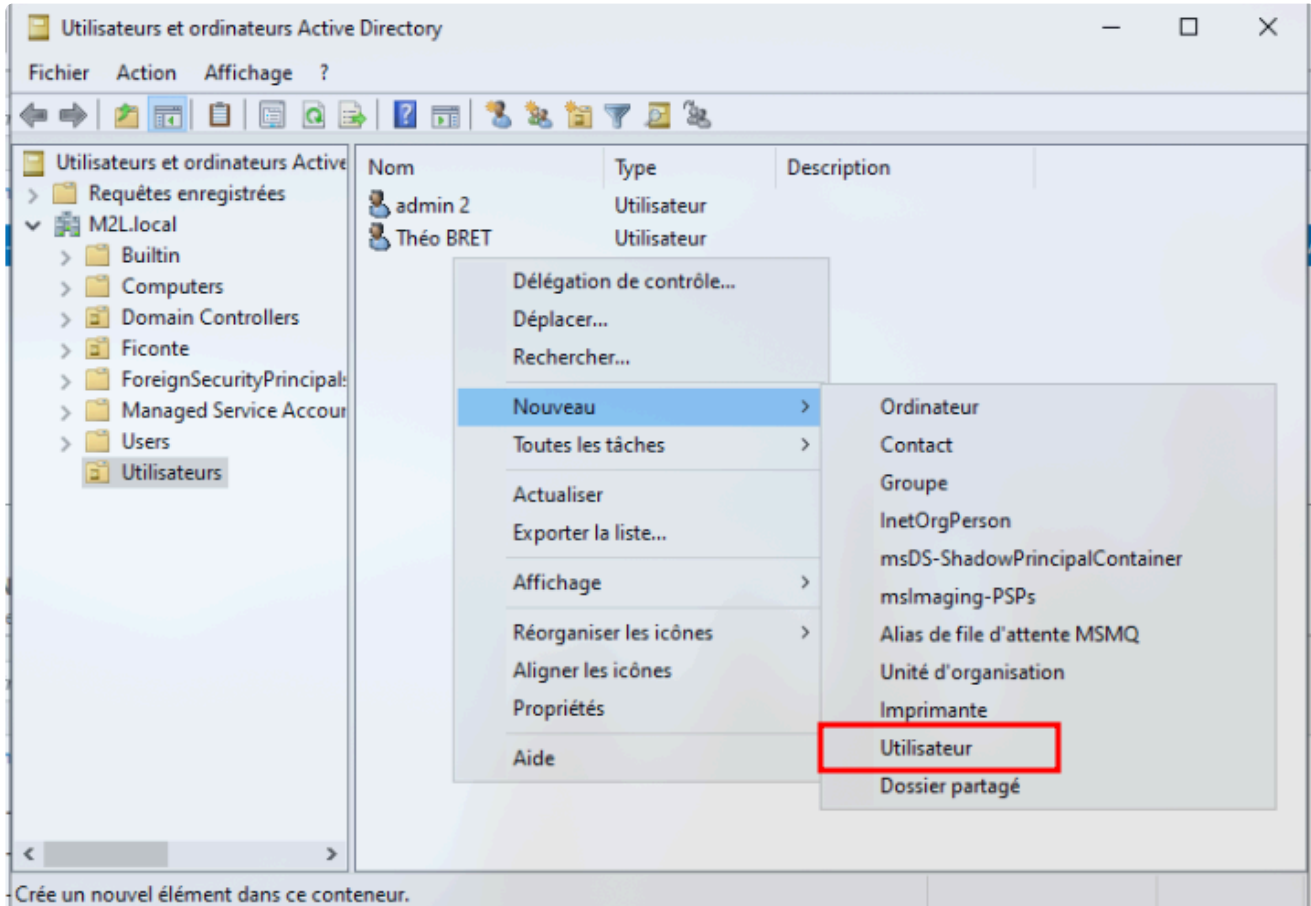 Utilisateurs et ordinateurs Active Directory
Fichier Action Affichage ?
Utilisateurs et ordinateurs Active
Requêtes enregistrées
M2L.local
Builtin
Computers
Domain Controllers
Ficonte
ForeignSecurityPrincipals
Managed Service Accour
Users
Utilisateurs
Nom Type Description
admin 2 Utilisateur
Théo BRET Utilisateur
Délégation de contrôle...
Déplacer...
Rechercher...
Nouveau
Toutes les tâches
Actualiser
Exporter la liste...
Affichage
Réorganiser les icônes
Aligner les icônes
Propriétés
Aide
Ordinateur
Contact
Groupe
InetOrgPerson
msDS-ShadowPrincipalContainer
msImaging-PSPs
Alias de file d'attente MSMQ
Unité d'organisation
Imprimante
Utilisateur
Dossier partagé
Crée un nouvel élément dans ce conteneur.